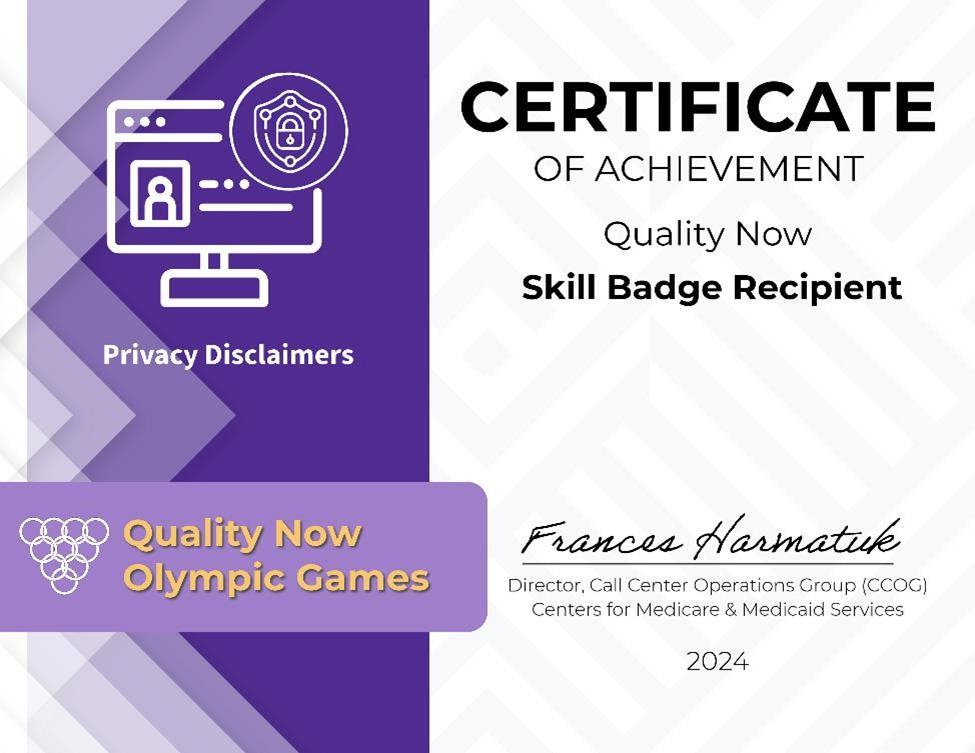 CERTIFICATE
OF ACHIEVEMENT
Quality Now
Skill Badge Recipient
Privacy Disclaimers
Quality Now
Olympic Games
Frances Harmatuk
Director, Call Center Operations Group (CCOG)
Centers for Medicare & Medicaid Services
2024